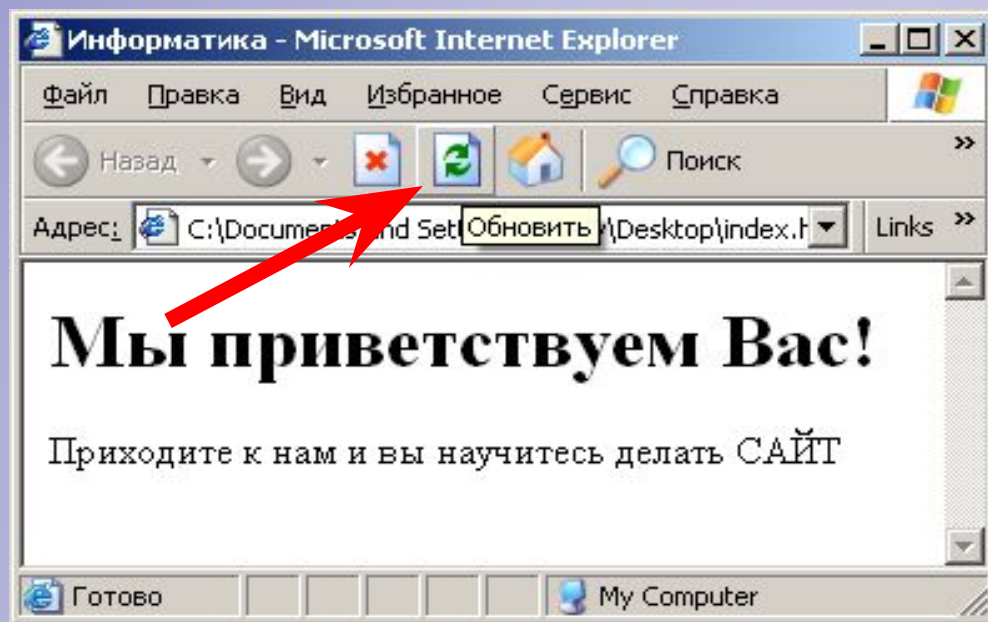 Информатика - Microsoft Internet Explorer
Файл Правка Вид Избранное Сервис Справка
Назад Поиск »
Адрес: C:\Documents and Set Обновить \Desktop\index.h Links »
Мы приветствуем Вас!
Приходите к нам и вы научитесь делать САЙТ
Готово My Computer